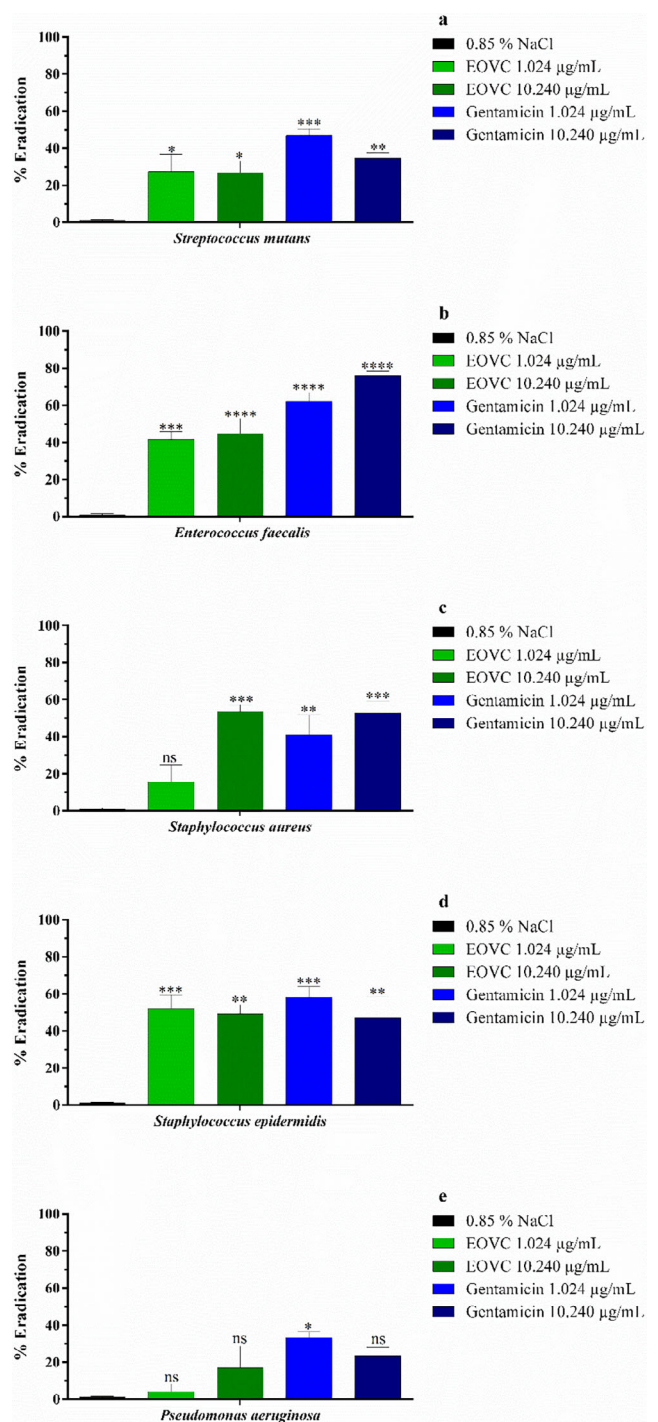 a
100
80
60
40
20
0
% Eradication
*
*
***
**
Streptococcus mutans
0.85 % NaCl
EOVC 1.024 µg/mL
EOVC 10.240 µg/mL
Gentamicin 1.024 µg/mL
Gentamicin 10.240 µg/mL
b
100
80
60
40
20
0
% Eradication
***
****
****
****
Enterococcus faecalis
0.85 % NaCl
EOVC 1.024 µg/mL
EOVC 10.240 µg/mL
Gentamicin 1.024 µg/mL
Gentamicin 10.240 µg/mL
c
100
80
60
40
20
0
% Eradication
ns
***
**
***
Staphylococcus aureus
0.85 % NaCl
EOVC 1.024 µg/mL
EOVC 10.240 µg/mL
Gentamicin 1.024 µg/mL
Gentamicin 10.240 µg/mL
d
100
80
60
40
20
0
% Eradication
***
**
***
**
Staphylococcus epidermidis
0.85 % NaCl
EOVC 1.024 µg/mL
EOVC 10.240 µg/mL
Gentamicin 1.024 µg/mL
Gentamicin 10.240 µg/mL
e
100
80
60
40
20
0
% Eradication
ns
ns
*
ns
Pseudomonas aeruginosa
0.85 % NaCl
EOVC 1.024 µg/mL
EOVC 10.240 µg/mL
Gentamicin 1.024 µg/mL
Gentamicin 10.240 µg/mL